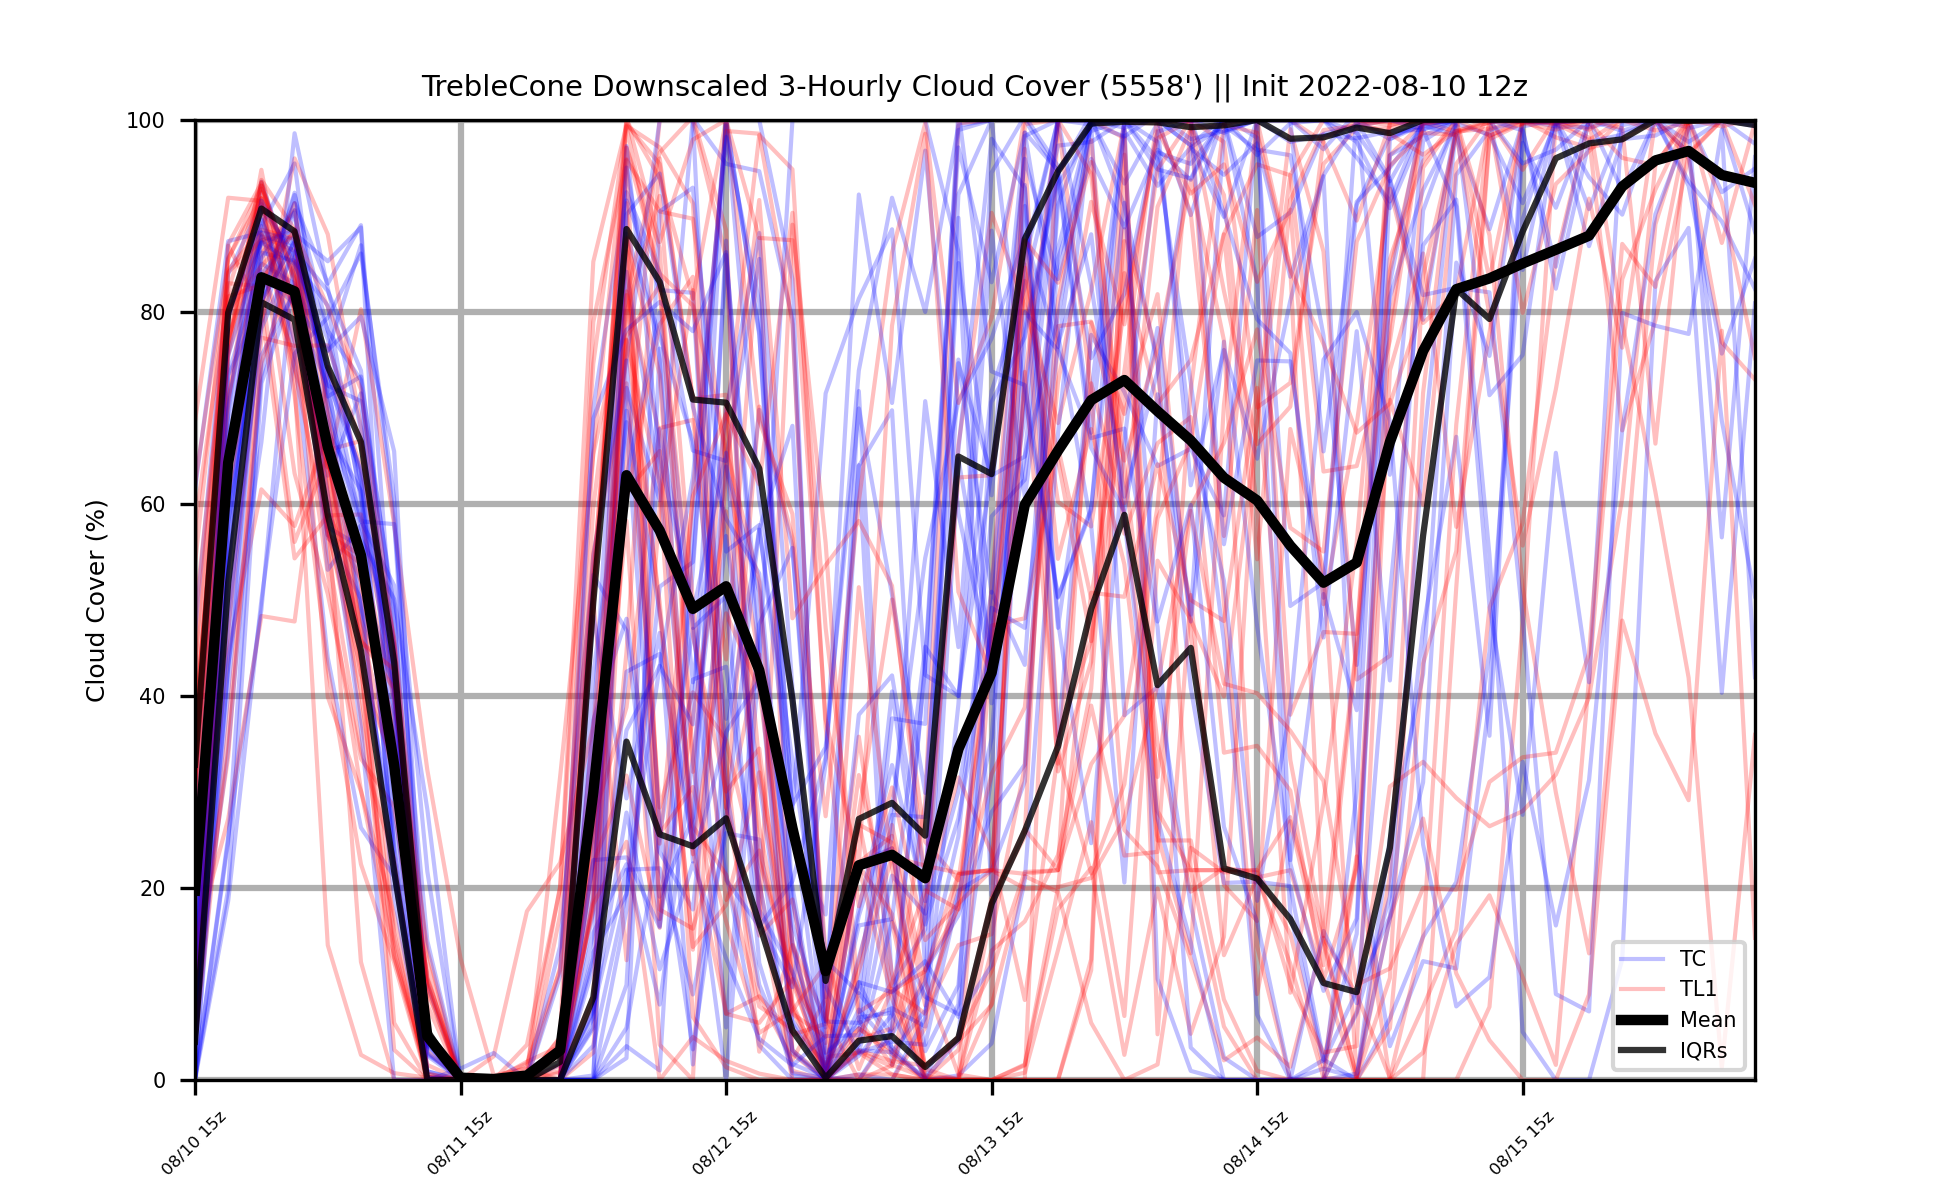 TrebleCone Downscaled 3-Hourly Cloud Cover (5558') || Init 2022-08-10 12z
Cloud Cover (%)
100
80
60
40
20
0
08/10 15z
08/11 15z
08/12 15z
08/13 15z
08/14 15z
08/15 15z
TC
TL1
Mean
IQRs